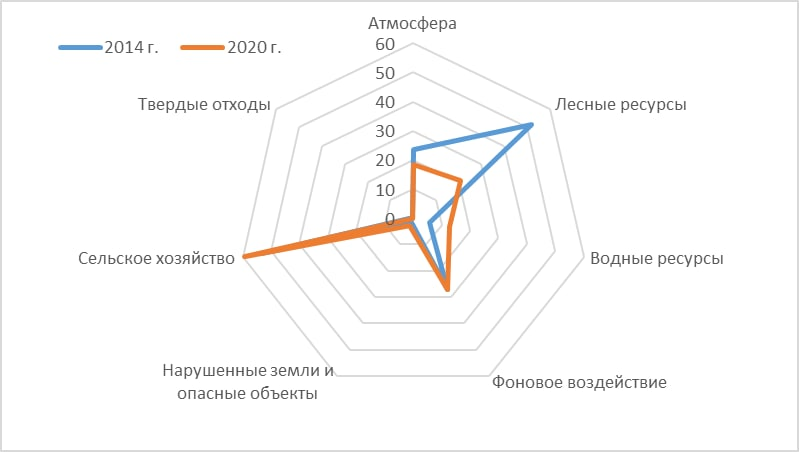 Атмосфера
2014 г.
2020 г.
60
50
40
30
20
10
0
Твердые отходы
Лесные ресурсы
Сельское хозяйство
Водные ресурсы
Нарушенные земли и
опасные объекты
Фоновое воздействие